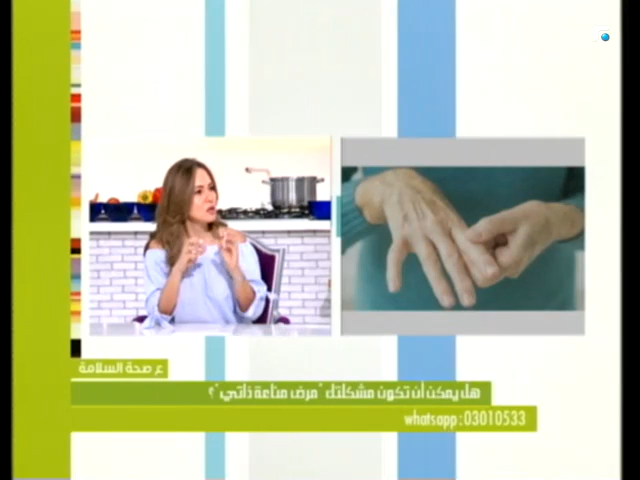 ع صحة السلامة
هل يمكن أن تكون مشكلتك "مرض مناعة ذاتي"؟
whatsapp:03010533